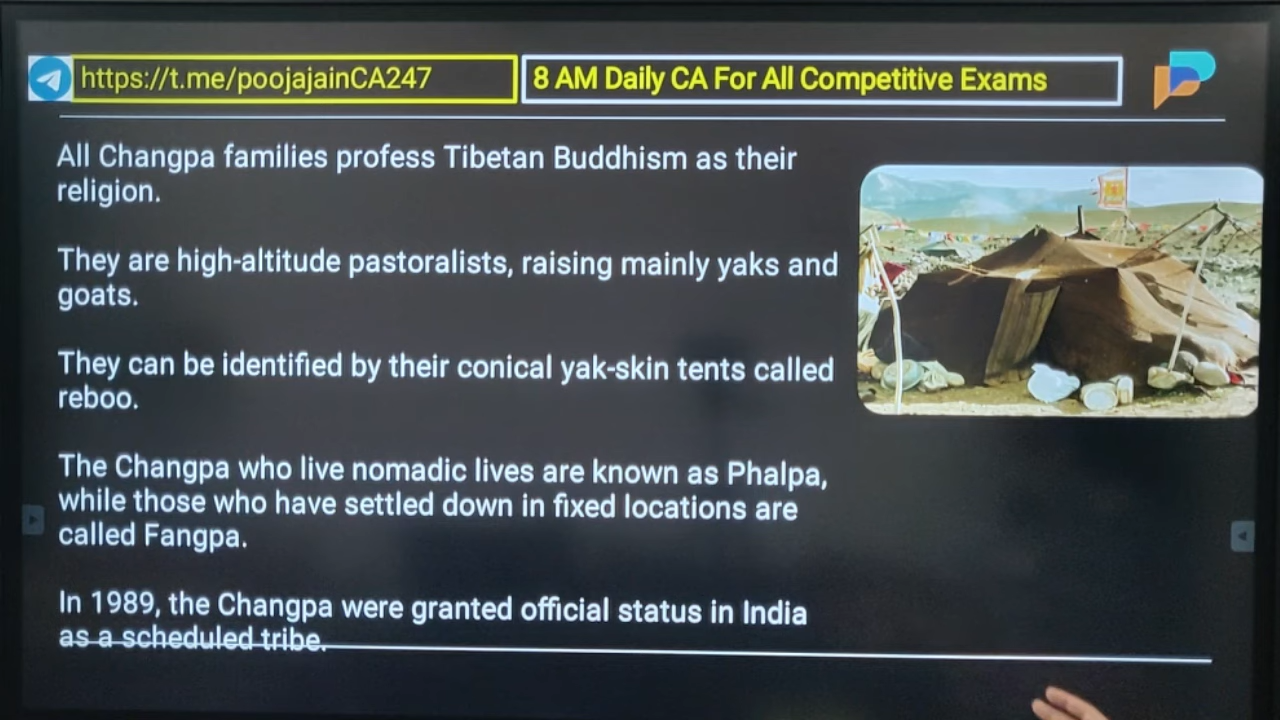 https://t.me/poojajainCA247
8 AM Daily CA For All Competitive Exams
All Changpa families profess Tibetan Buddhism as their
religion.
They are high-altitude pastoralists, raising mainly yaks and
goats.
They can be identified by their conical yak-skin tents called
reboo.
The Changpa who live nomadic lives are known as Phalpa,
while those who have settled down in fixed locations are
called Fangpa.
In 1989, the Changpa were granted official status in India
as a scheduled tribe.